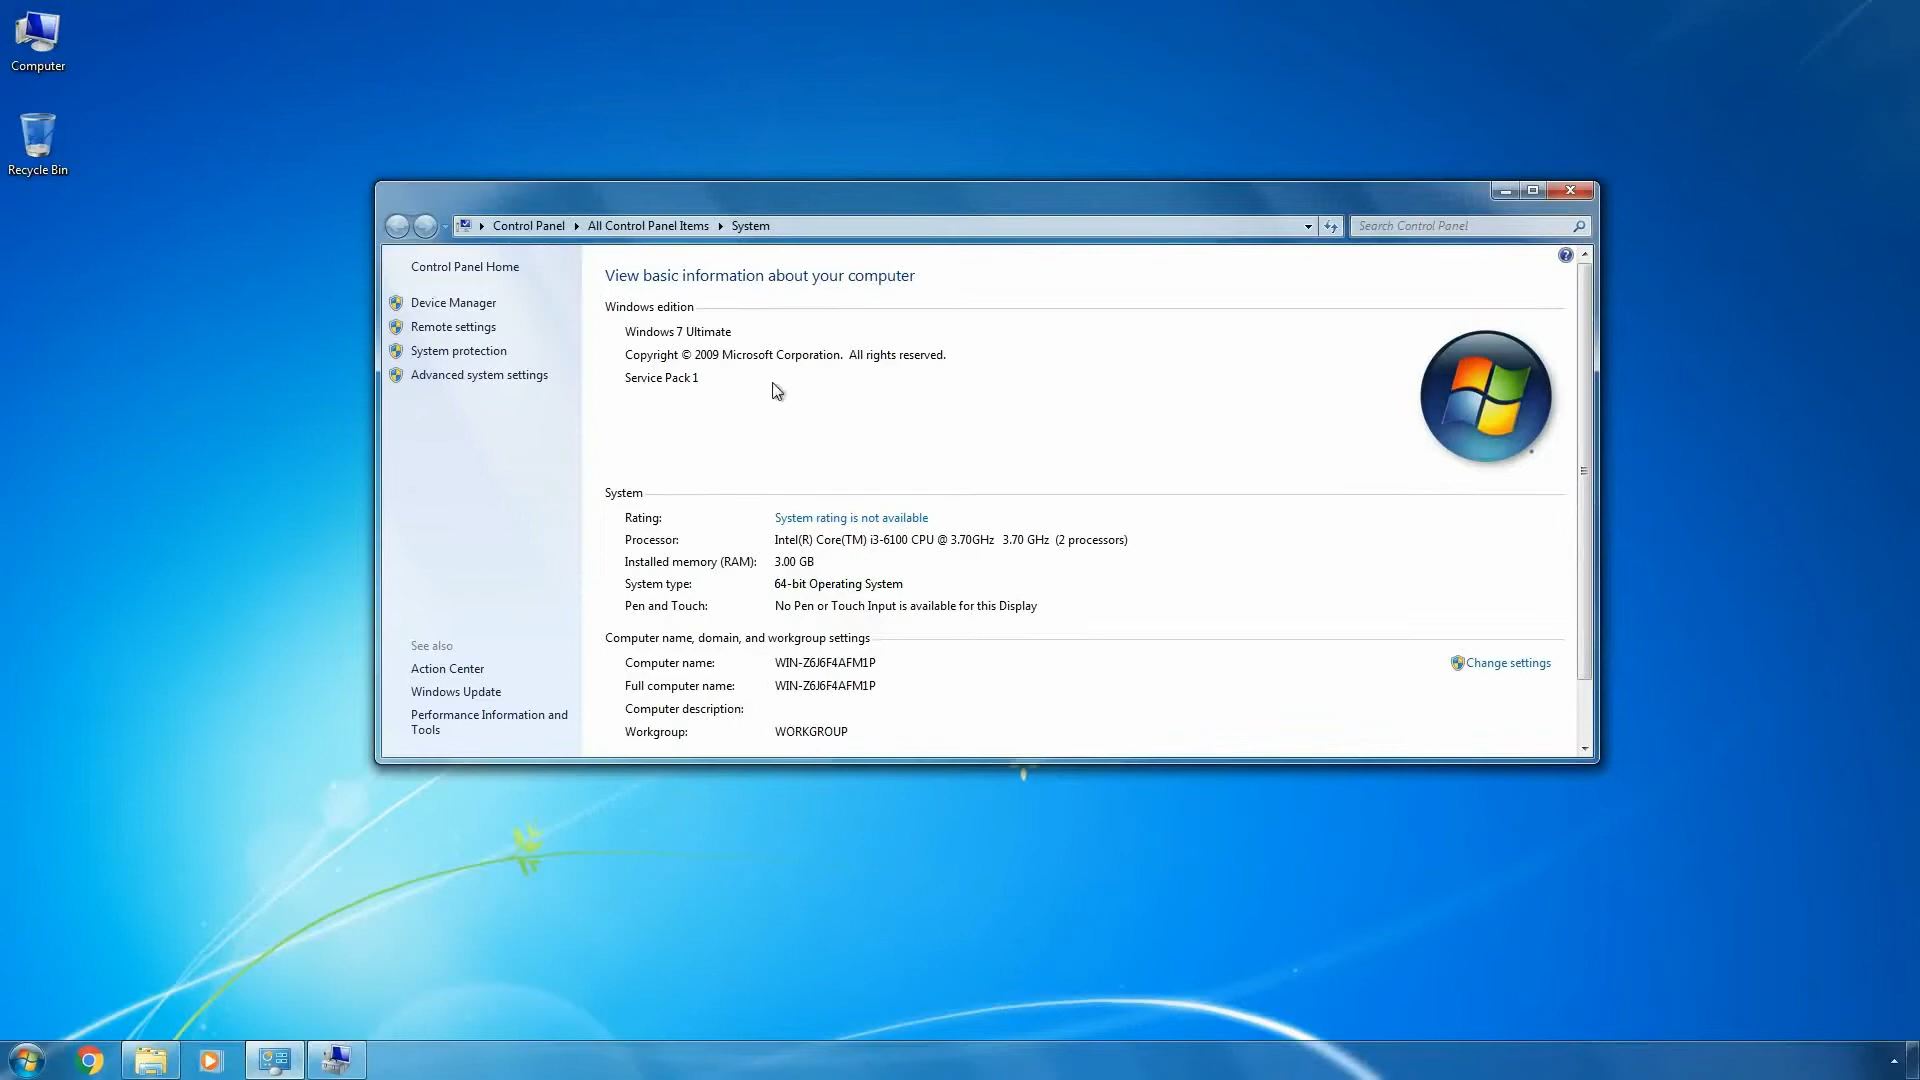 Computer
Recycle Bin
Control Panel
All Control Panel Items
System
Search Control Panel
Control Panel Home
Device Manager
Remote settings
System protection
Advanced system settings
See also
Action Center
Windows Update
Performance Information and
Tools
View basic information about your computer
Windows edition
Windows 7 Ultimate
Copyright © 2009 Microsoft Corporation.  All rights reserved.
Service Pack 1
System
Rating: System rating is not available
Processor: Intel(R) Core(TM) i3-6100 CPU @ 3.70GHz   3.70 GHz  (2 processors)
Installed memory (RAM): 3.00 GB
System type: 64-bit Operating System
Pen and Touch: No Pen or Touch Input is available for this Display
Computer name, domain, and workgroup settings
Computer name: WIN-Z6J6F4AFM1P
Change settings
Full computer name: WIN-Z6J6F4AFM1P
Computer description:
Workgroup: WORKGROUP